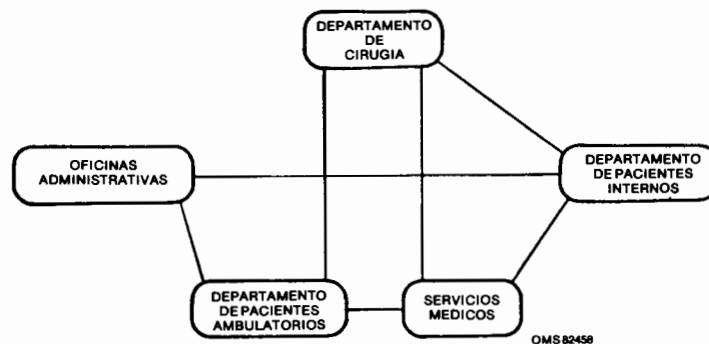 DEPARTAMENTO
DE
CIRUGIA
OFICINAS
ADMINISTRATIVAS
DEPARTAMENTO
DE PACIENTES
INTERNOS
DEPARTAMENTO
DE PACIENTES
AMBULATORIOS
SERVICIOS
MEDICOS
OMS 82458